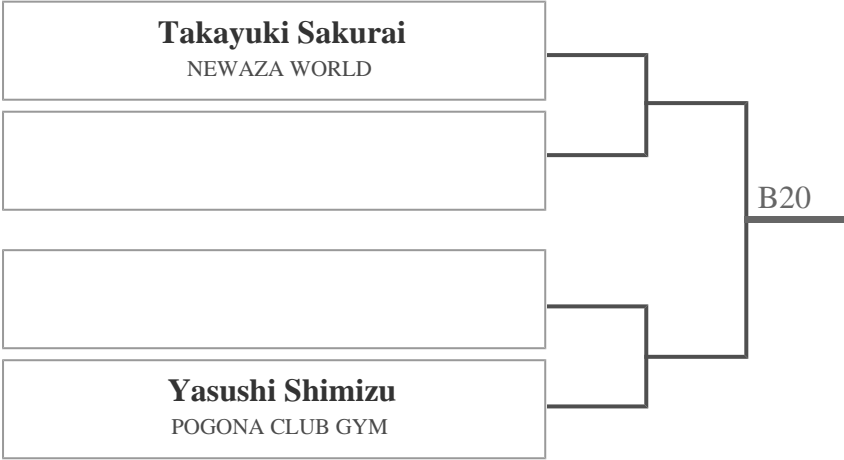 Takayuki Sakurai
NEWAZA WORLD
B20
Yasushi Shimizu
POGONA CLUB GYM